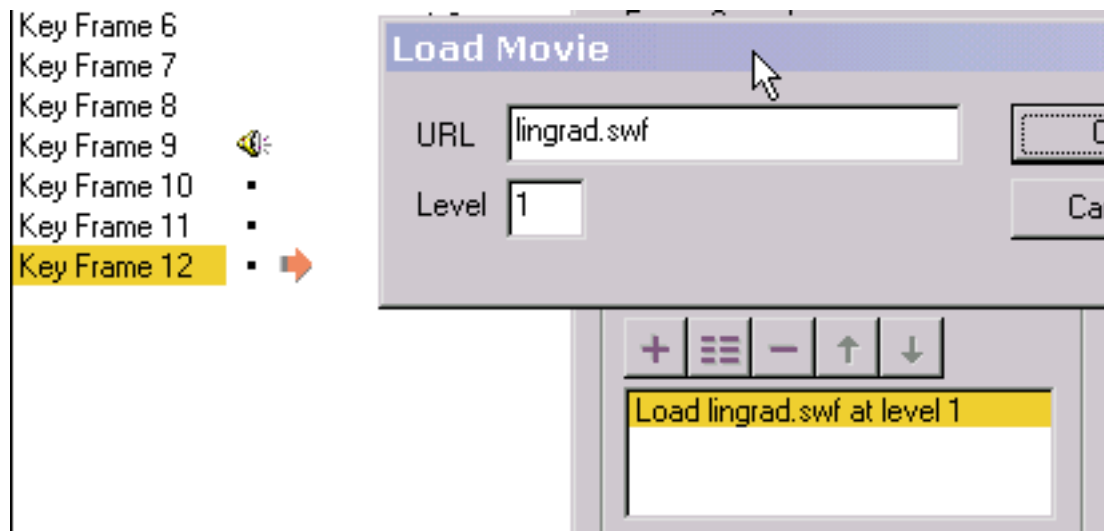 Key Frame 6
Key Frame 7
Key Frame 8
Key Frame 9
Key Frame 10
Key Frame 11
Key Frame 12
Load Movie
URL lingrad.swf
Level 1
Ca
Load lingrad.swf at level 1